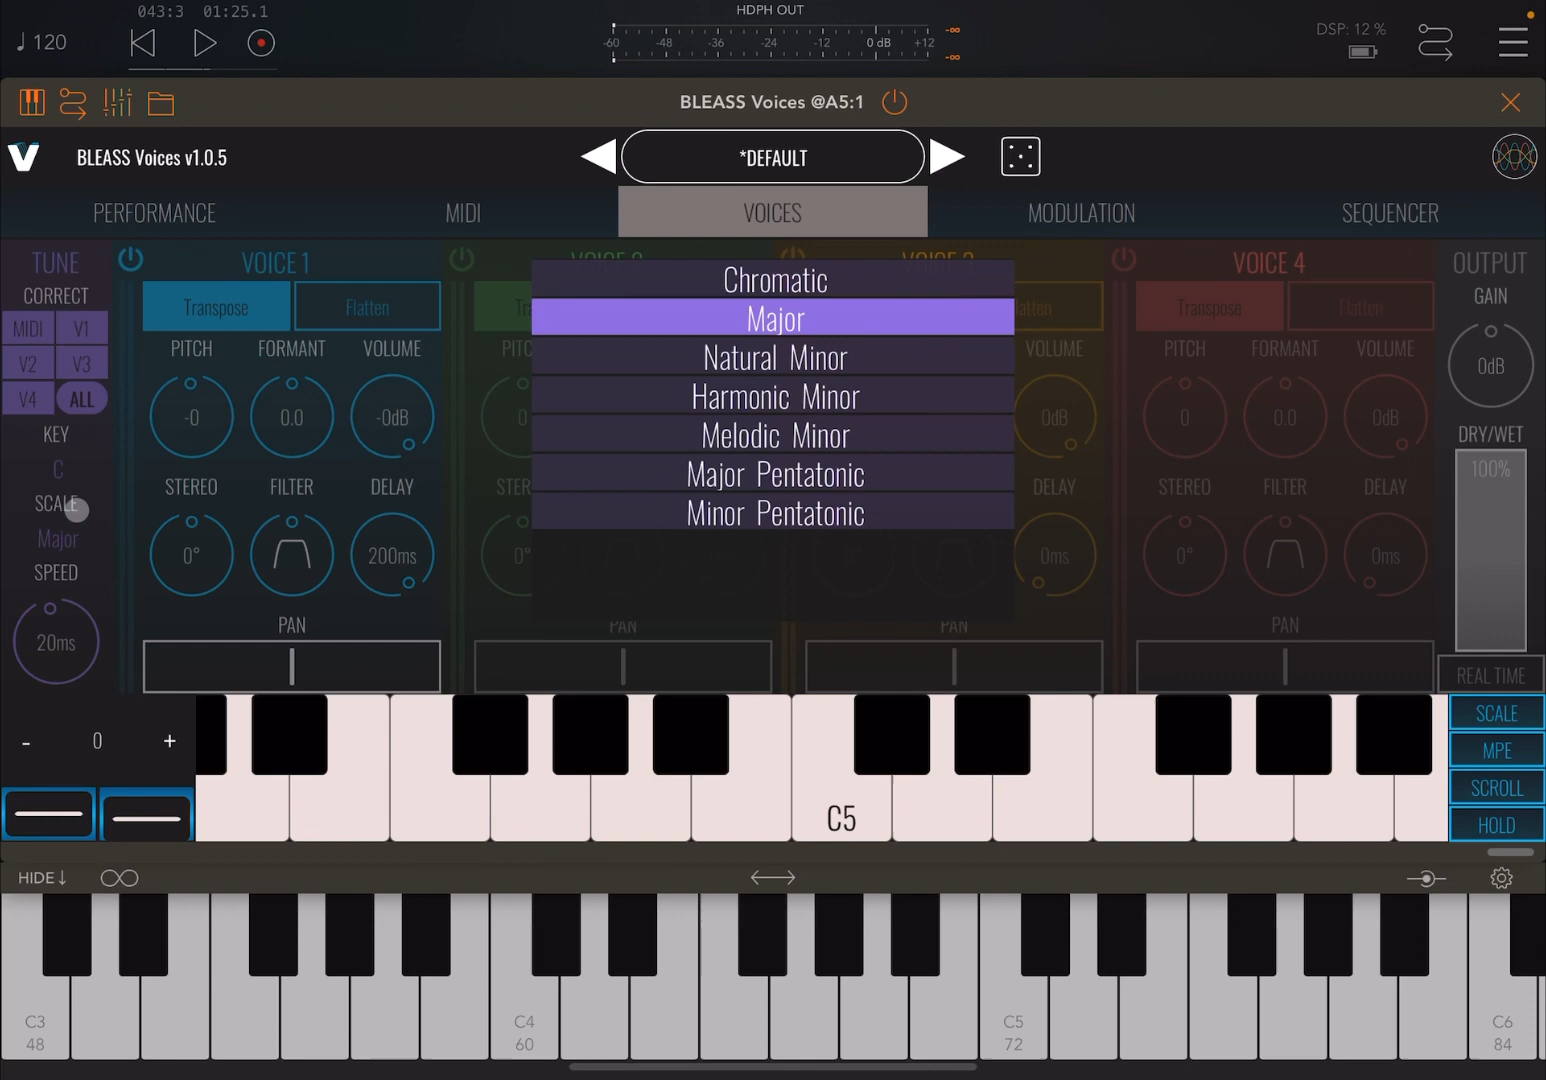 043:3 01:25.1
HDPH OUT
120
-60 -48 -36 -24 -12 0 dB +12
-∞
-∞
DSP: 12 %
BLEASS Voices @A5:1
BLEASS Voices v1.0.5
*DEFAULT
PERFORMANCE MIDI VOICES MODULATION SEQUENCER
TUNE
CORRECT
MIDI V1
V2 V3
V4 ALL
KEY
C
SCALE
Major
SPEED
20ms
VOICE 1
Transpose Flatten
PITCH FORMANT VOLUME
-0 0.0 -0dB
STEREO FILTER DELAY
0° 200ms
PAN
Chromatic
Major
Natural Minor
Harmonic Minor
Melodic Minor
Major Pentatonic
Minor Pentatonic
PAN
VOLUME
0dB
DELAY
0ms
PAN
VOICE 4
Transpose Flatten
PITCH FORMANT VOLUME
0 0.0 0dB
STEREO FILTER DELAY
0° 0ms
PAN
OUTPUT
GAIN
0dB
DRY/WET
100%
REAL TIME
- 0 +
C5
SCALE
MPE
SCROLL
HOLD
HIDE↓
C3 C4 C5 C6
48 60 72 84